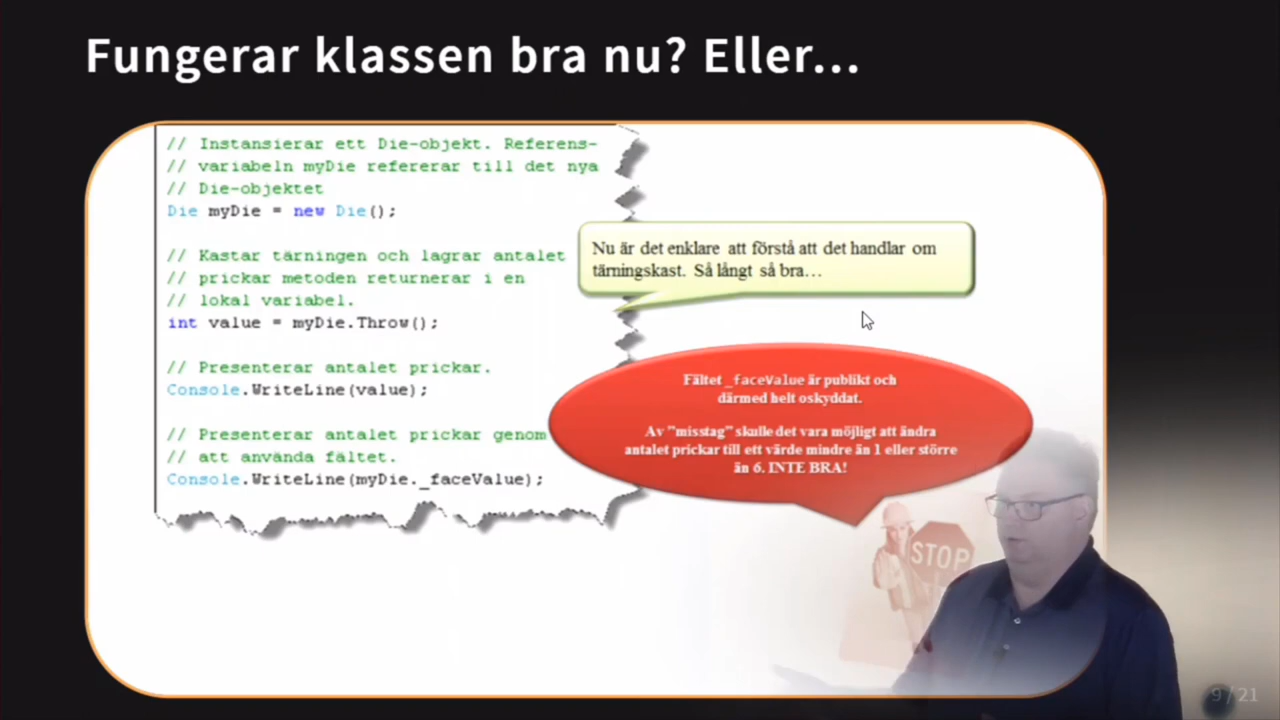 Fungerar klassen bra nu? Eller...
// Instansierar ett Die-objekt. Referens-
// variabeln myDie refererar till det nya
// Die-objektet
Die myDie = new Die();
// Kastar tärningen och lagrar antalet
// prickar metoden returnerar i en
// lokal variabel.
int value = myDie.Throw();
// Presenterar antalet prickar.
Console.WriteLine(value);
// Presenterar antalet prickar genom
// att använda fältet.
Console.WriteLine(myDie._faceValue);
Nu är det enklare att förstå att det handlar om
tärningskast. Så långt så bra…
Fältet _faceValue är publikt och
därmed helt oskyddat.
Av ”misstag” skulle det vara möjligt att ändra
antalet prickar till ett värde mindre än 1 eller större
än 6. INTE BRA!
STOP
9 / 21